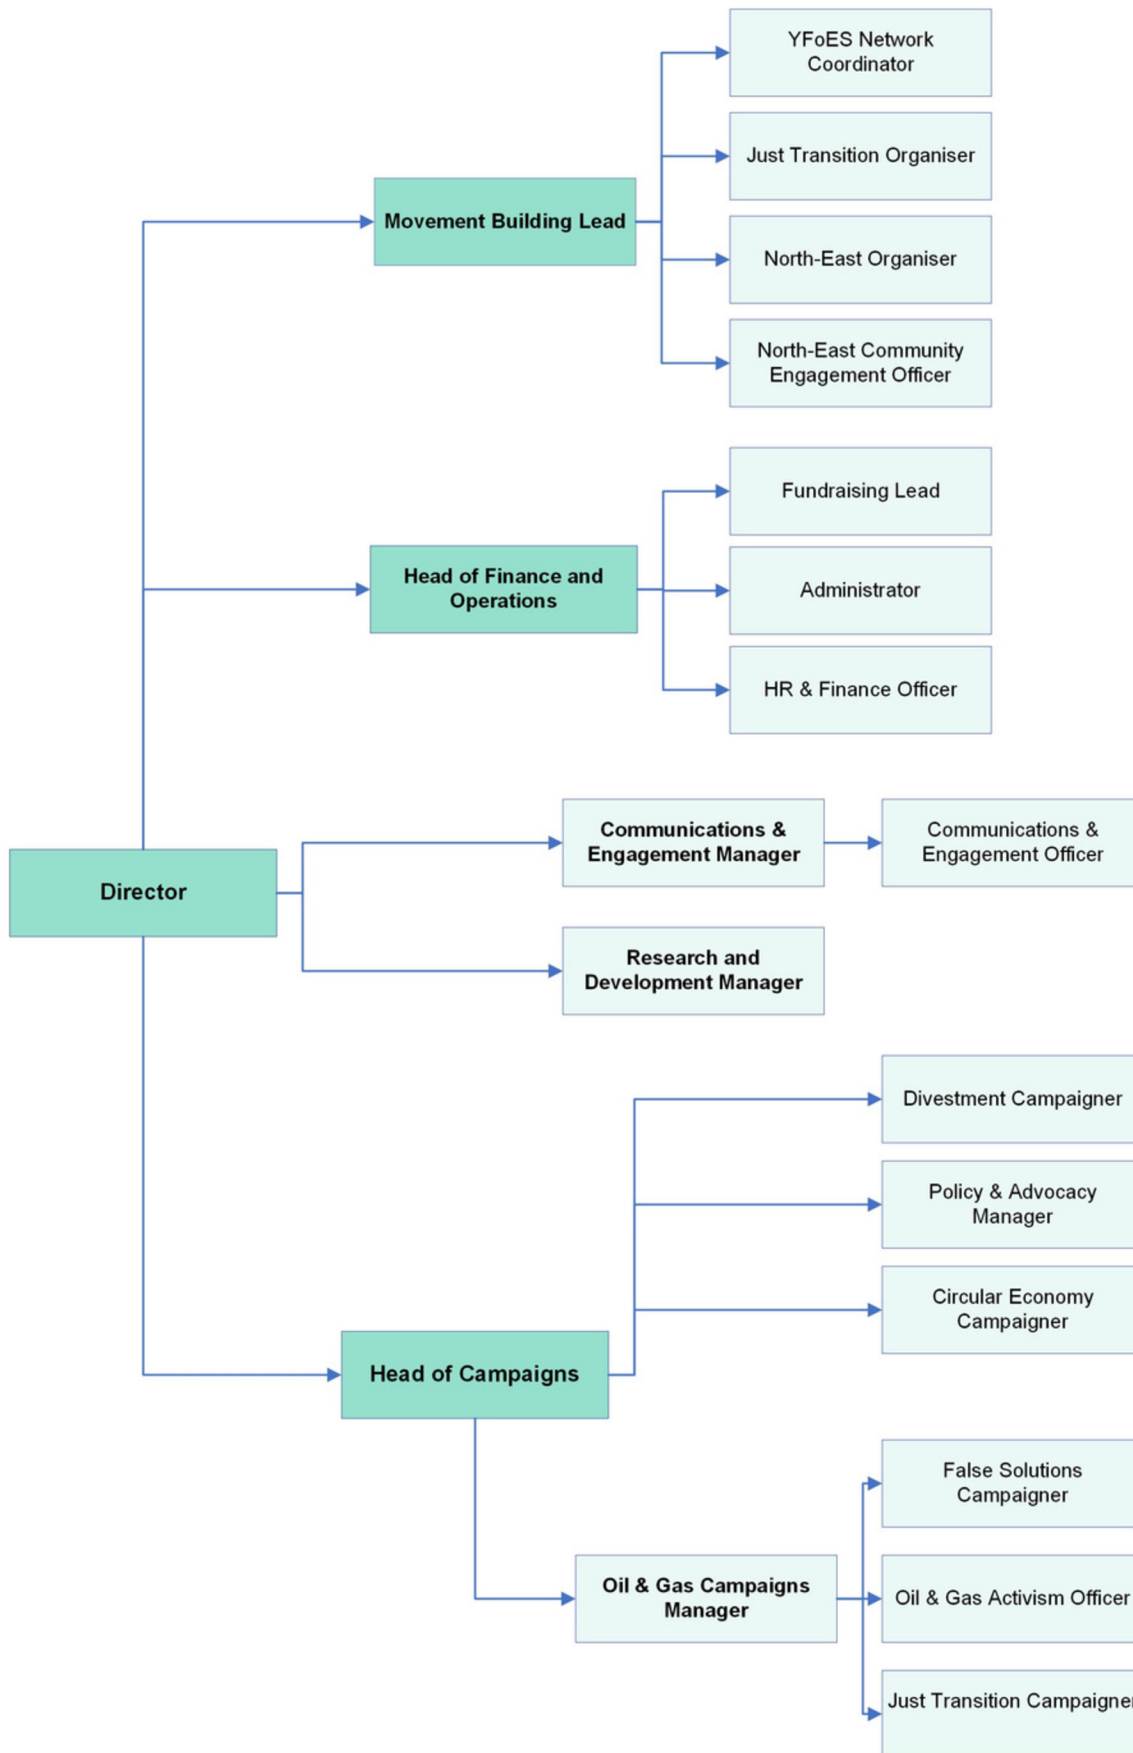 YFoES Network
Coordinator
Just Transition Organiser
Movement Building Lead
North-East Organiser
North-East Community
Engagement Officer
Fundraising Lead
Head of Finance and
Operations
Administrator
HR & Finance Officer
Communications &
Engagement Manager
Communications &
Engagement Officer
Director
Research and
Development Manager
Divestment Campaigner
Policy & Advocacy
Manager
Circular Economy
Campaigner
Head of Campaigns
False Solutions
Campaigner
Oil & Gas Campaigns
Manager
Oil & Gas Activism Officer
Just Transition Campaigner